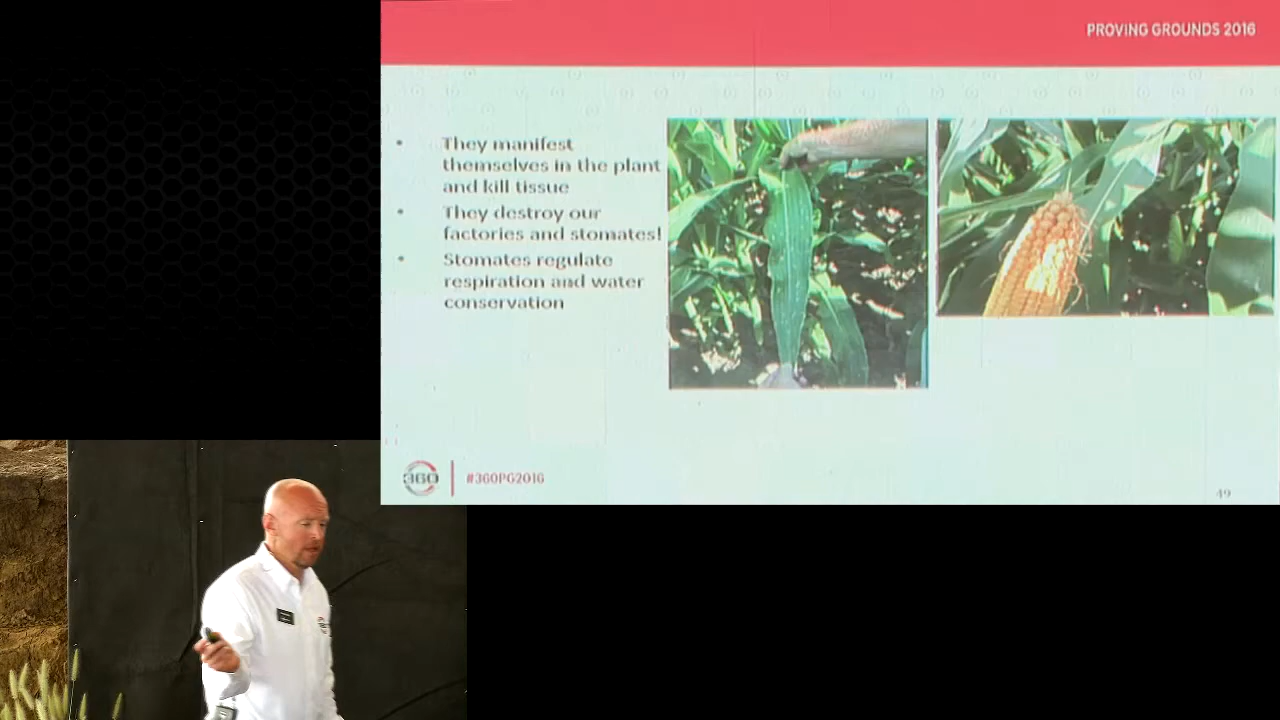 PROVING GROUNDS 2016
They manifest
themselves in the plant
and kill tissue
They destroy our
factories and stomates!
Stomates regulate
respiration and water
conservation
360
#360PG2016
49